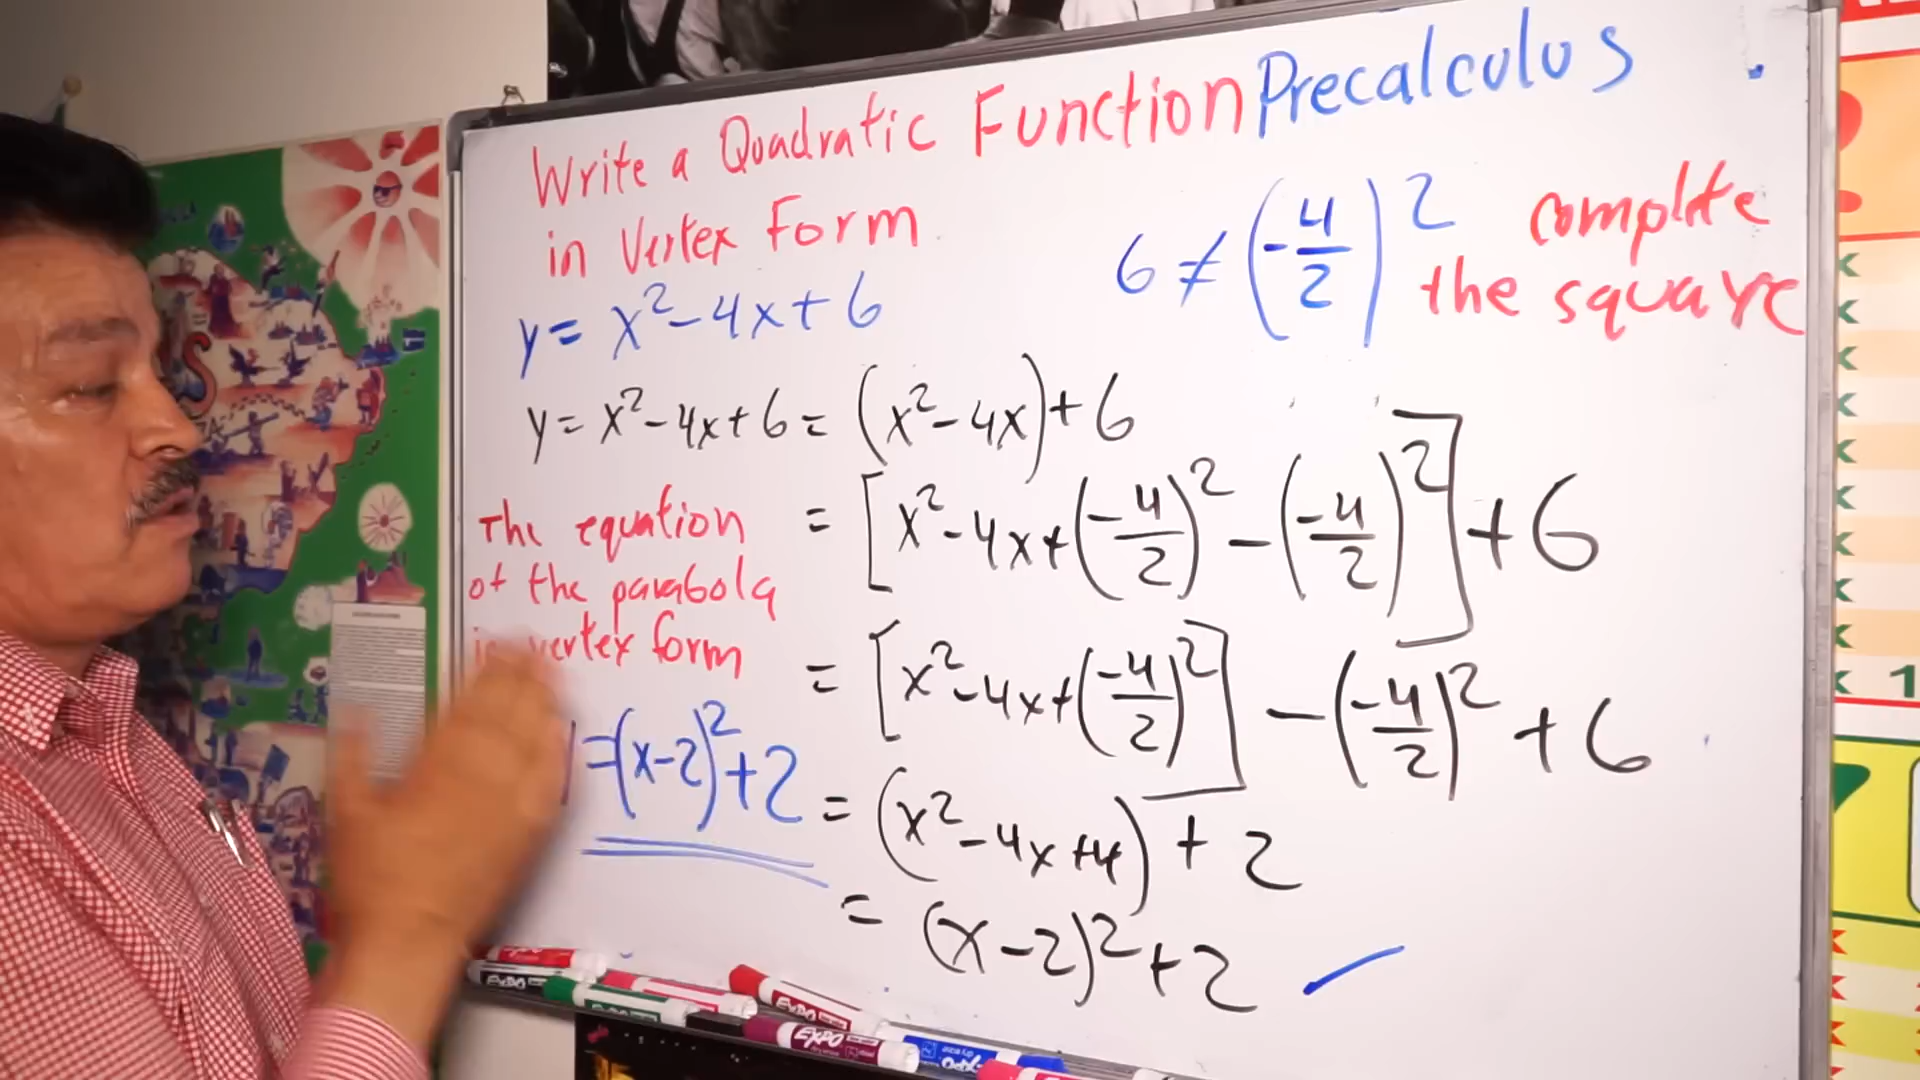 Write a Quadratic Function Precalculus
in Vertex Form
y = x² - 4x + 6
6 ≠ (-4/2)² complete
the square
y = x² - 4x + 6 = (x² - 4x) + 6
= [x² - 4x + (-4/2)² - (-4/2)²] + 6
= [x² - 4x + (-4/2)²] - (-4/2)² + 6
= (x² - 4x + 4) + 2
= (x - 2)² + 2
The equation
of the parabola
in vertex form
= (x - 2)² + 2
EXPO
EXPO